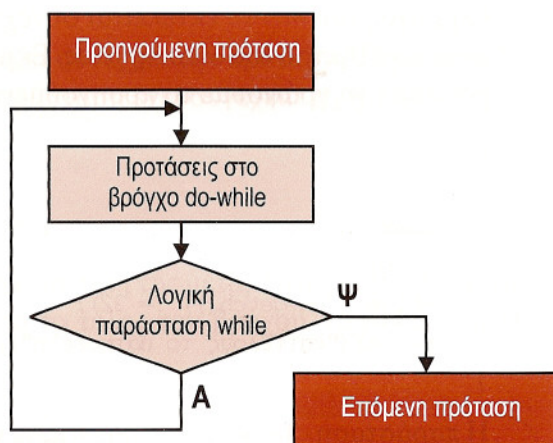 Προηγούμενη πρόταση
Προτάσεις στο
βρόγχο do-while
Λογική
παράσταση while
Ψ
Α
Επόμενη πρόταση